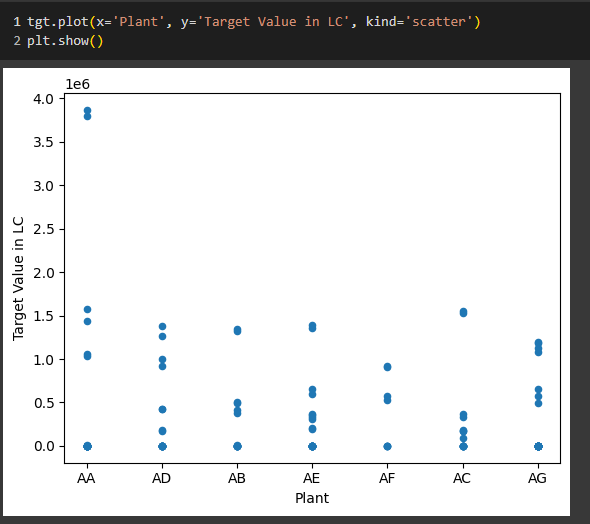 1 tgt.plot(x='Plant', y='Target Value in LC', kind='scatter')
2 plt.show()
1e6
4.0
3.5
3.0
2.5
2.0
1.5
1.0
0.5
0.0
Target Value in LC
AA AD AB AE AF AC AG
Plant